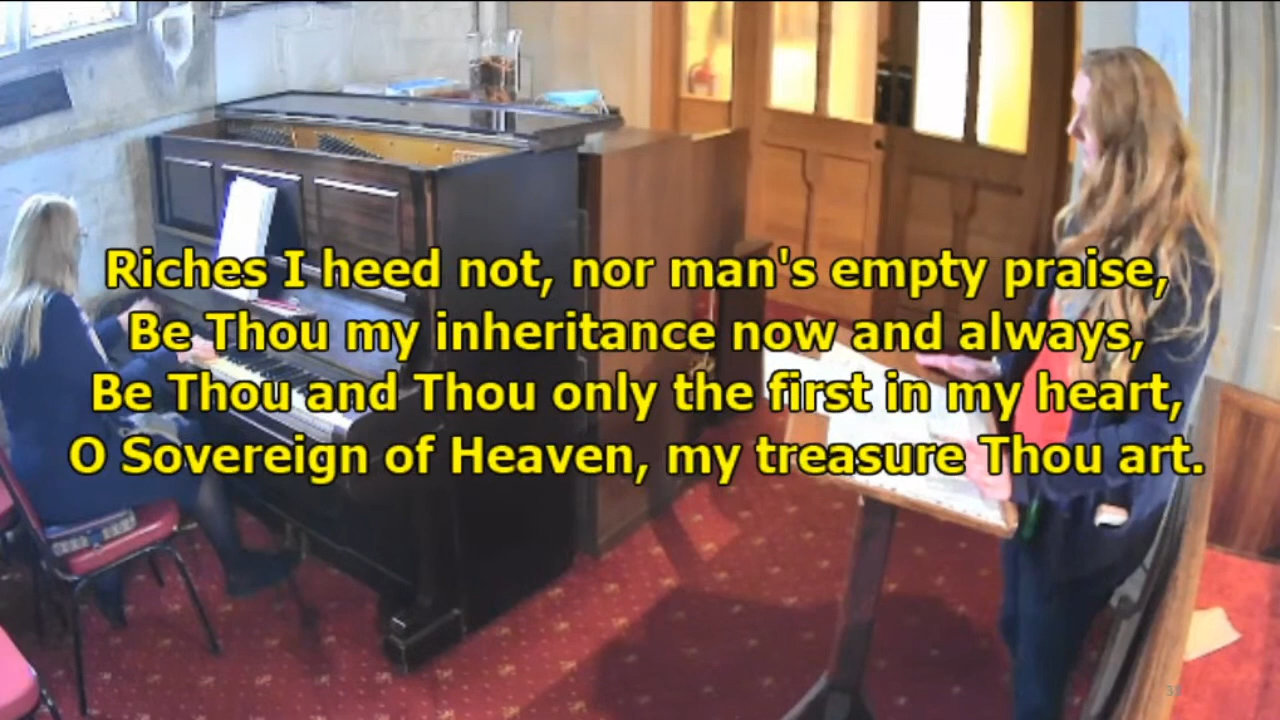 Riches I heed not, nor man's empty praise,
Be Thou my inheritance now and always,
Be Thou and Thou only the first in my heart,
O Sovereign of Heaven, my treasure Thou art.